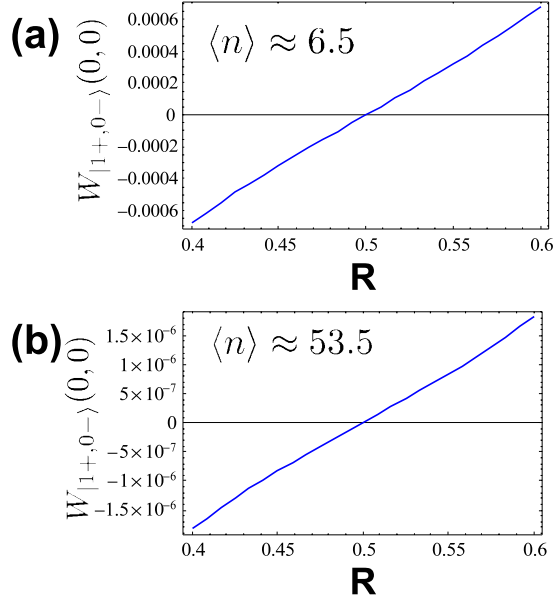 (a)
⟨n⟩ ≈ 6.5
W|1+,0−⟩(0, 0)
0.0006
0.0004
0.0002
0
−0.0002
−0.0004
−0.0006
0.4 0.45 0.5 0.55 0.6
R
(b)
⟨n⟩ ≈ 53.5
W|1+,0−⟩(0, 0)
1.5×10⁻⁶
1×10⁻⁶
5×10⁻⁷
0
−5×10⁻⁷
−1×10⁻⁶
−1.5×10⁻⁶
0.4 0.45 0.5 0.55 0.6
R